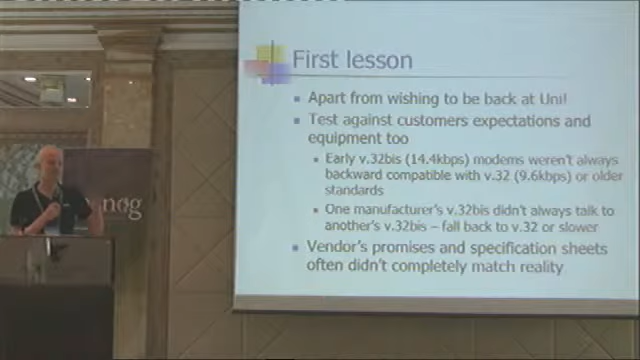 First lesson
Apart from wishing to be back at Uni!
Test against customers expectations and
equipment too
Early v.32bis (14.4kbps) modems weren't always
backward compatible with v.32 (9.6kbps) or older
standards
One manufacturer's v.32bis didn't always talk to
another's v.32bis – fall back to v.32 or slower
Vendor's promises and specification sheets
often didn't completely match reality
nog